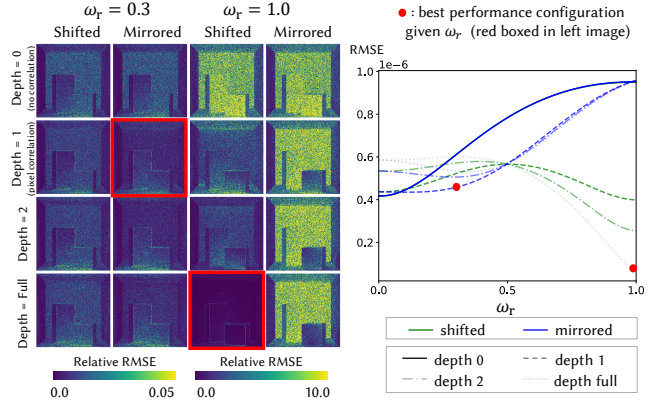 ωr = 0.3
ωr = 1.0
Shifted
Mirrored
Shifted
Mirrored
Depth = 0
(no correlation)
Depth = 1
(pixel correlation)
Depth = 2
Depth = Full
Relative RMSE
Relative RMSE
0.0
0.05
0.0
10.0
: best performance configuration
given ωr (red boxed in left image)
RMSE
1e−6
1.0
0.8
0.6
0.4
0.2
0.0
0.5
1.0
ωr
shifted
mirrored
depth 0
depth 1
depth 2
depth full